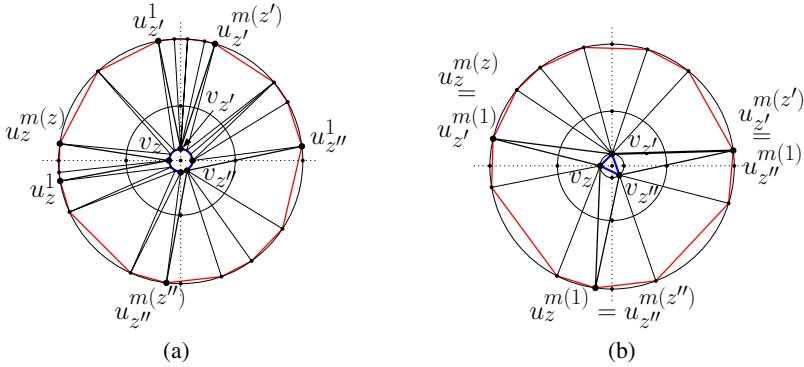 u_{z'}^1
u_{z'}^{m(z')}
v_{z'}
u_z^{m(z)}
v_z
u_{z''}^1
u_z^1
v_{z''}
u_{z''}^{m(z'')}
(a)
u_z^{m(z)}
=
u_{z'}^{m(1)}
u_{z'}^{m(z')}
=
u_{z''}^{m(1)}
v_{z'}
v_z
v_{z''}
u_z^{m(1)} = u_{z''}^{m(z'')}
(b)